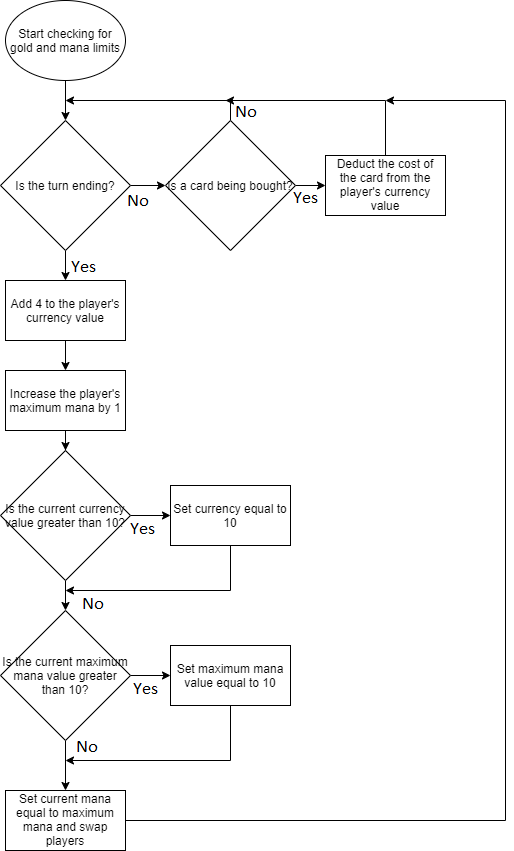 Start checking for
gold and mana limits
No
Is the turn ending?
No
Is a card being bought?
Yes
Deduct the cost of
the card from the
player's currency
value
Yes
Add 4 to the player's
currency value
Increase the player's
maximum mana by 1
Is the current currency
value greater than 10?
Yes
Set currency equal to
10
No
Is the current maximum
mana value greater
than 10?
Yes
Set maximum mana
value equal to 10
No
Set current mana
equal to maximum
mana and swap
players